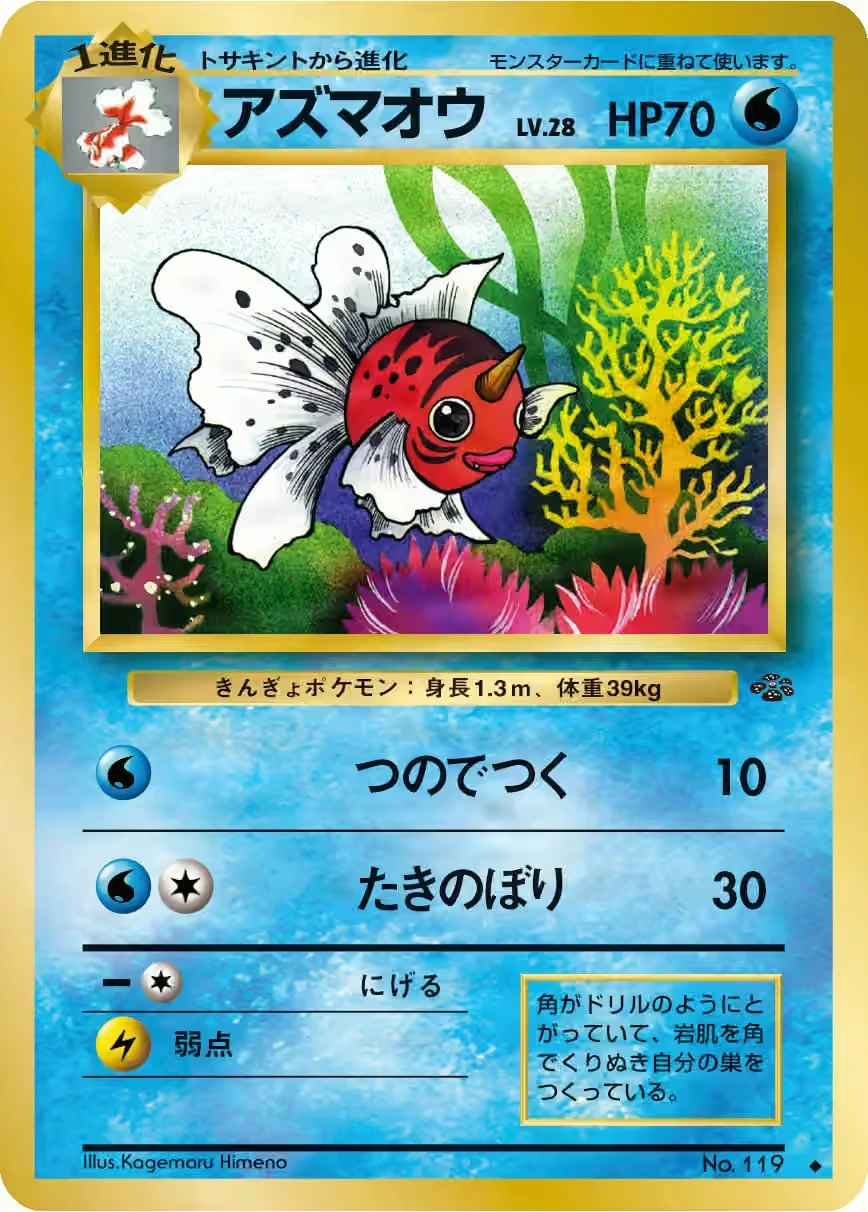 1進化 トサキントから進化 モンスターカードに重ねて使います。
アズマオウ LV.28 HP70
きんぎょポケモン：身長1.3m、体重39kg
つのでつく 10
たきのぼり 30
にげる
弱点
角がドリルのようにと
がっていて、岩肌を角
でくりぬき自分の巣を
つくっている。
Illus.Kagemaru Himeno No. 119